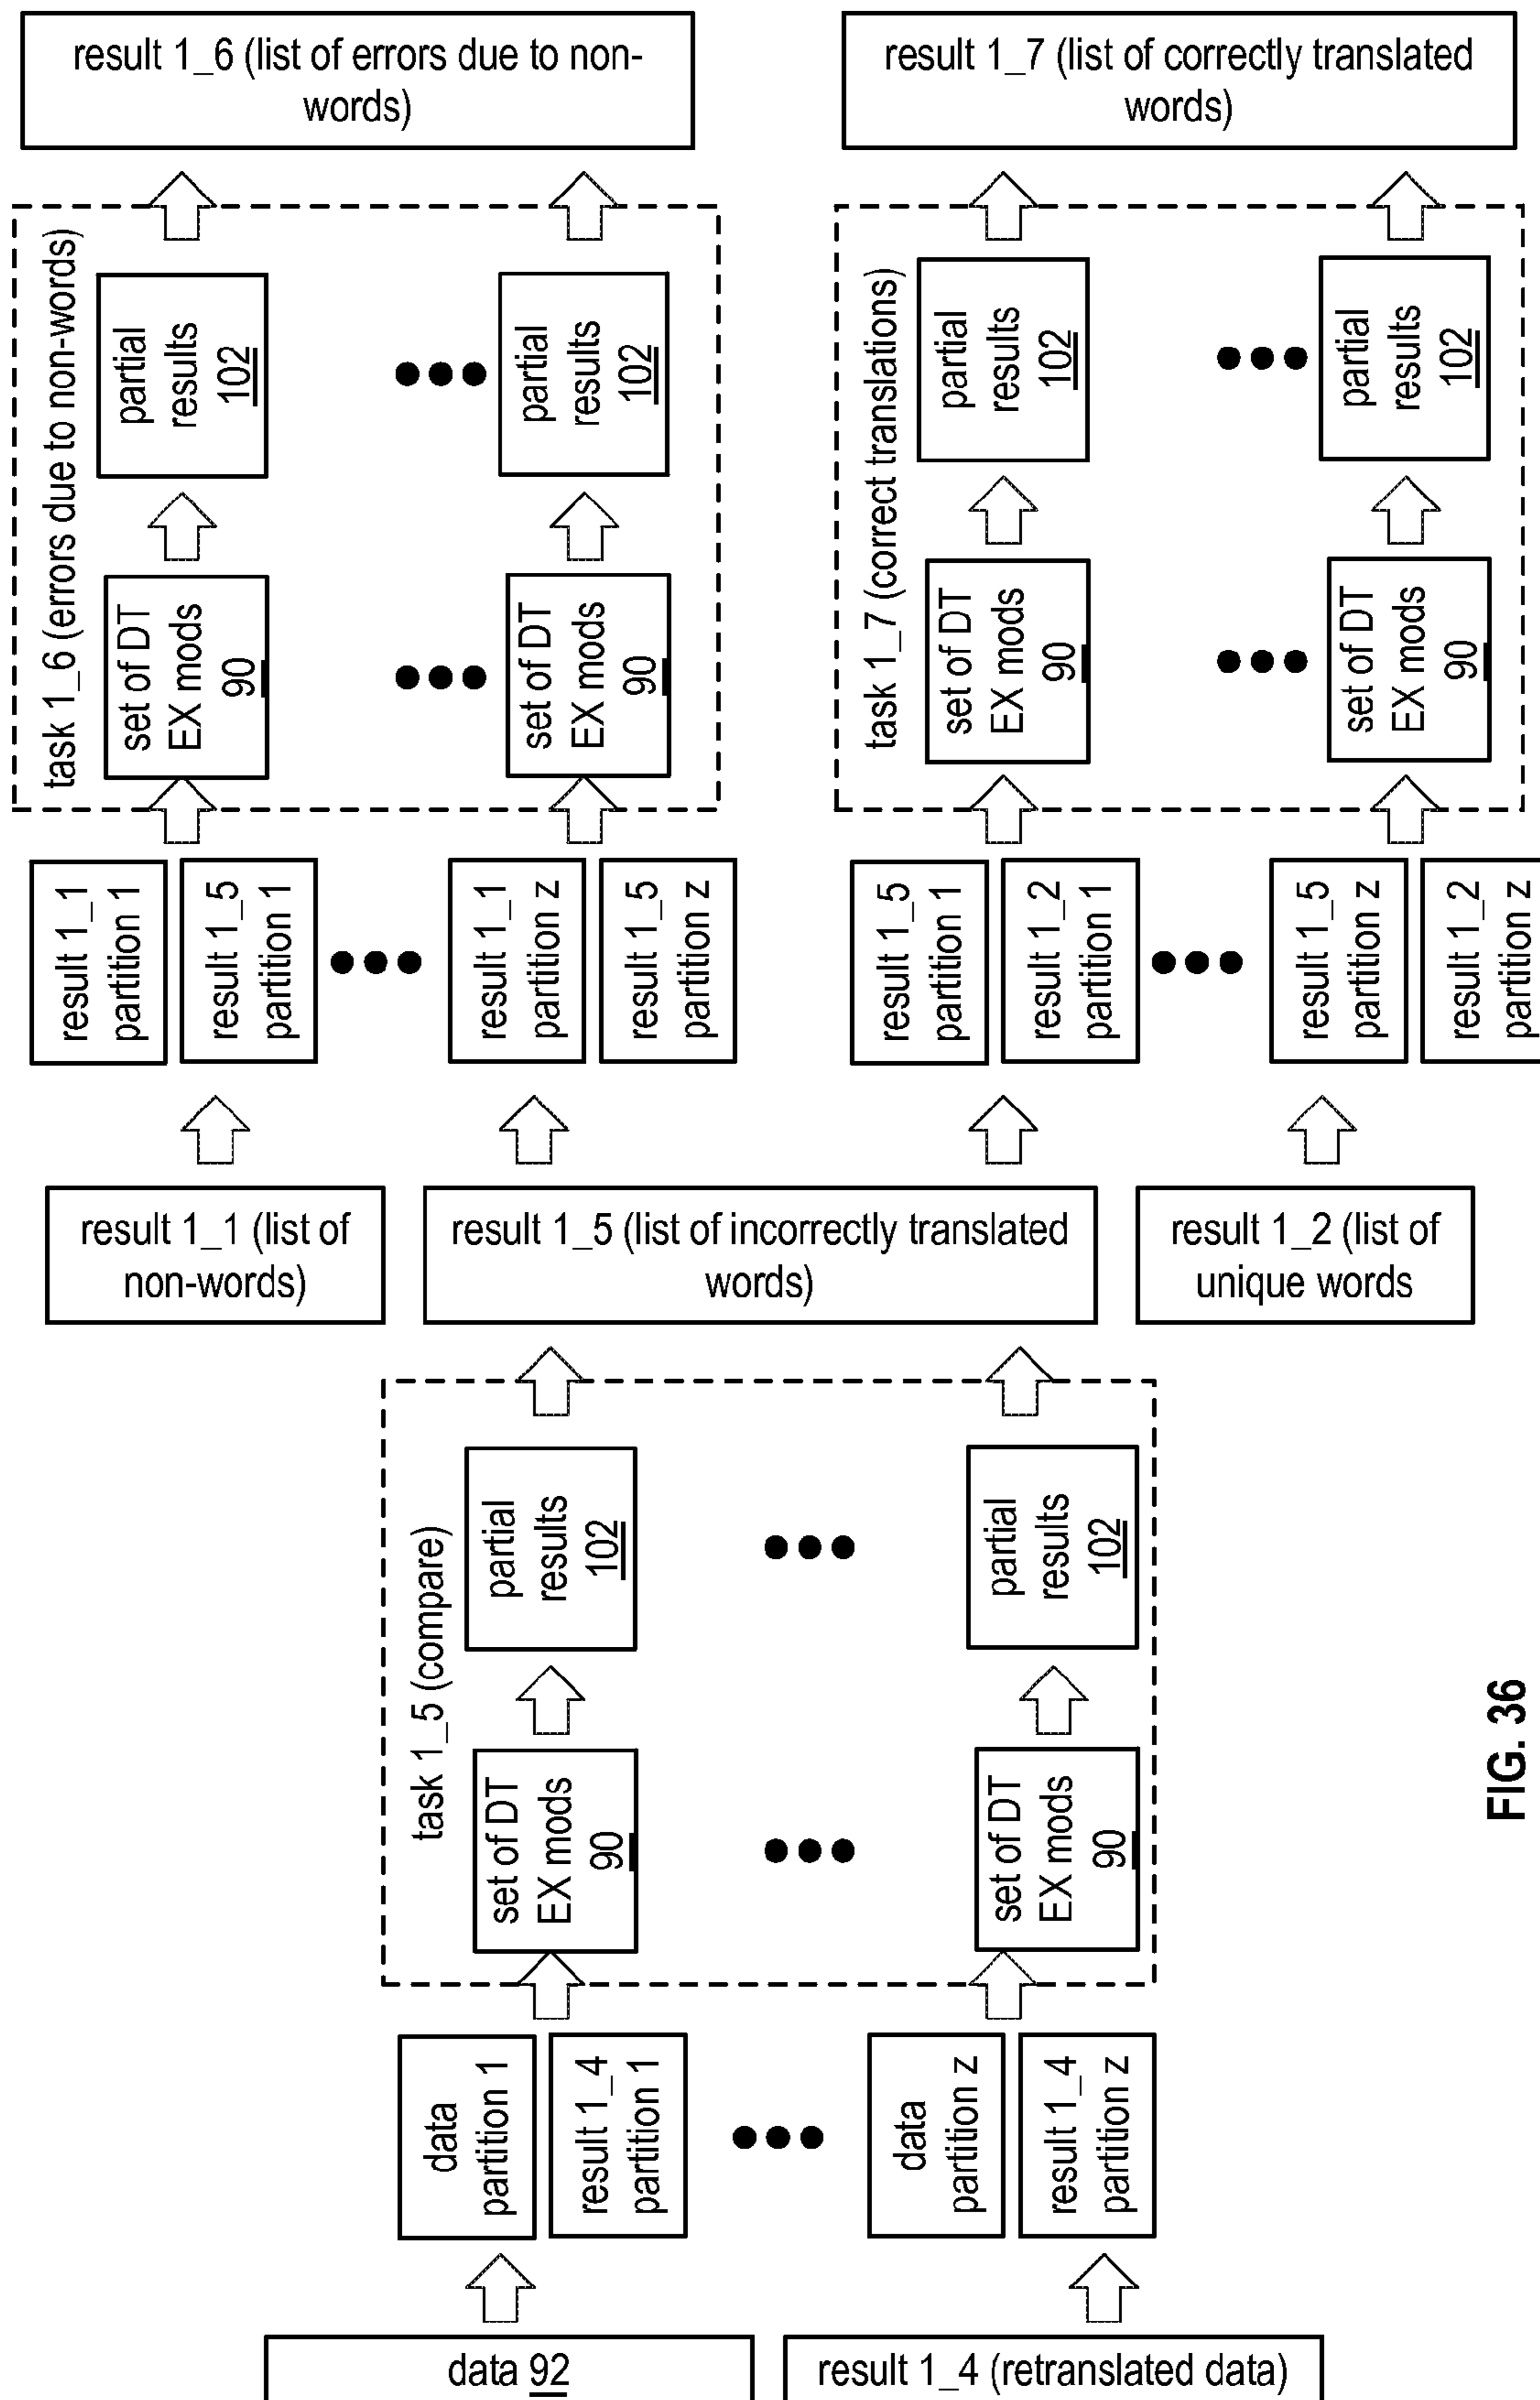 result 1_6 (list of errors due to non-
words)
result 1_7 (list of correctly translated
words)
task 1_6 (errors due to non-words)
set of DT
EX mods
90
partial
results
102
set of DT
EX mods
90
partial
results
102
task 1_7 (correct translations)
set of DT
EX mods
90
partial
results
102
set of DT
EX mods
90
partial
results
102
result 1_1
partition 1
result 1_5
partition 1
result 1_1
partition z
result 1_5
partition z
result 1_5
partition 1
result 1_2
partition 1
result 1_5
partition z
result 1_2
partition z
result 1_1 (list of
non-words)
result 1_5 (list of incorrectly translated
words)
result 1_2 (list of
unique words
task 1_5 (compare)
set of DT
EX mods
90
partial
results
102
set of DT
EX mods
90
partial
results
102
data
partition 1
result 1_4
partition 1
data
partition z
result 1_4
partition z
data 92
result 1_4 (retranslated data)
FIG. 36